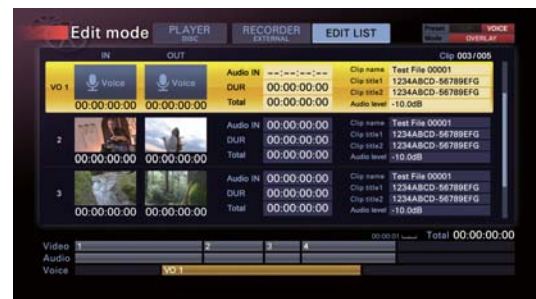 Edit mode PLAYER DISC RECORDER EXTERNAL EDIT LIST Preset VOICE
Mode OVERLAY
IN OUT Clip 003/005
VO 1 Voice Voice Audio IN --:--:--:-- Clip name Test File 00001
DUR 00:00:00:00 Clip title1 1234ABCD-56789EFG
Clip title2 1234ABCD-56789EFG
00:00:00:00 00:00:00:00 Total 00:00:00:00 Audio level -10.0dB
2 Audio IN 00:00:00:00 Clip name Test File 00001
DUR 00:00:00:00 Clip title1 1234ABCD-56789EFG
Clip title2 1234ABCD-56789EFG
00:00:00:00 00:00:00:00 Total 00:00:00:00 Audio level -10.0dB
3 Audio IN 00:00:00:00 Clip name Test File 00001
DUR 00:00:00:00 Clip title1 1234ABCD-56789EFG
Clip title2 1234ABCD-56789EFG
00:00:00:00 00:00:00:00 Total 00:00:00:00 Audio level -10.0dB
Total 00:00:00:00
Video 1 2 3 4
Audio
Voice VO 1